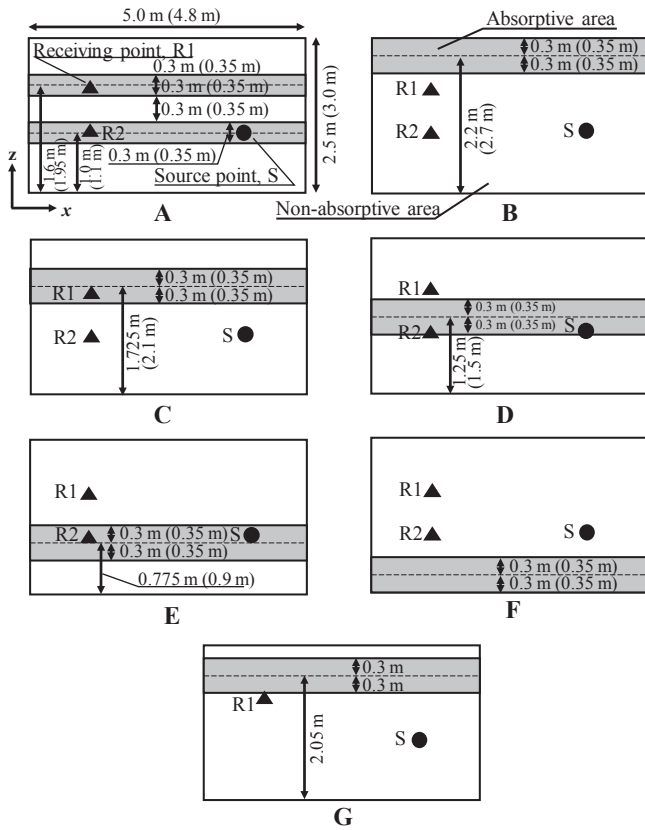 5.0 m (4.8 m)
Receiving point, R1
0.3 m (0.35 m)
0.3 m (0.35 m)
0.3 m (0.35 m)
R2
0.3 m (0.35 m)
Source point, S
1.6 m
(1.95 m)
1.0 m
(1.1 m)
2.5 m (3.0 m)
z
x
A
Absorptive area
0.3 m (0.35 m)
0.3 m (0.35 m)
R1
R2
S
2.2 m
(2.7 m)
Non-absorptive area
B
0.3 m (0.35 m)
R1
0.3 m (0.35 m)
R2
S
1.725 m
(2.1 m)
C
R1
0.3 m (0.35 m)
0.3 m (0.35 m)
R2
S
1.25 m
(1.5 m)
D
R1
R2
0.3 m (0.35 m)
S
0.3 m (0.35 m)
0.775 m (0.9 m)
E
R1
R2
S
0.3 m (0.35 m)
0.3 m (0.35 m)
F
0.3 m
0.3 m
R1
S
2.05 m
G